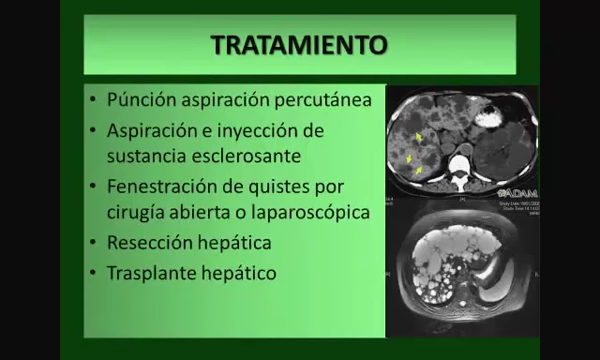 TRATAMIENTO
• Púnción aspiración percutánea
• Aspiración e inyección de
sustancia esclerosante
• Fenestración de quistes por
cirugía abierta o laparoscópica
• Resección hepática
• Trasplante hepático
ADAM